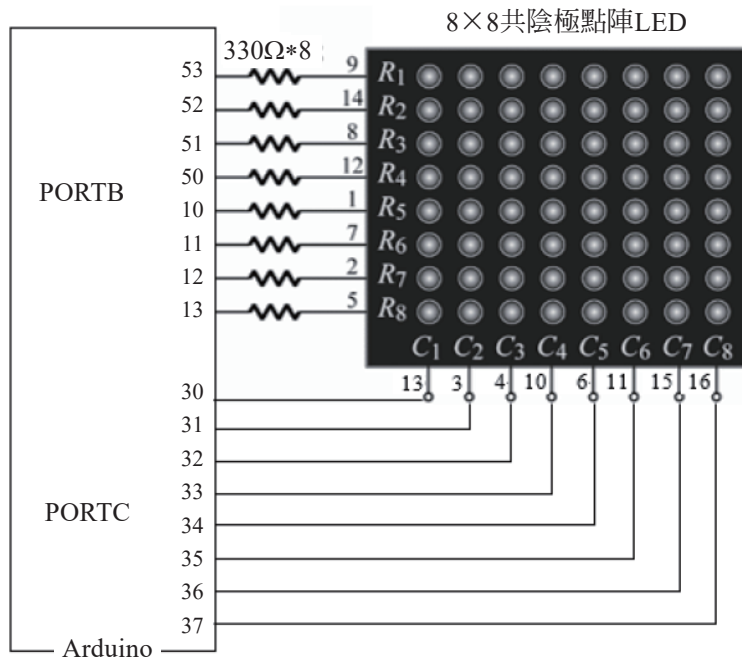 8×8共陰極點陣LED
330Ω*8
53 9 R1
52 14 R2
51 8 R3
50 12 R4
PORTB
10 1 R5
11 7 R6
12 2 R7
13 5 R8
C1 C2 C3 C4 C5 C6 C7 C8
13 3 4 10 6 11 15 16
30
31
32
33
PORTC
34
35
36
37
Arduino